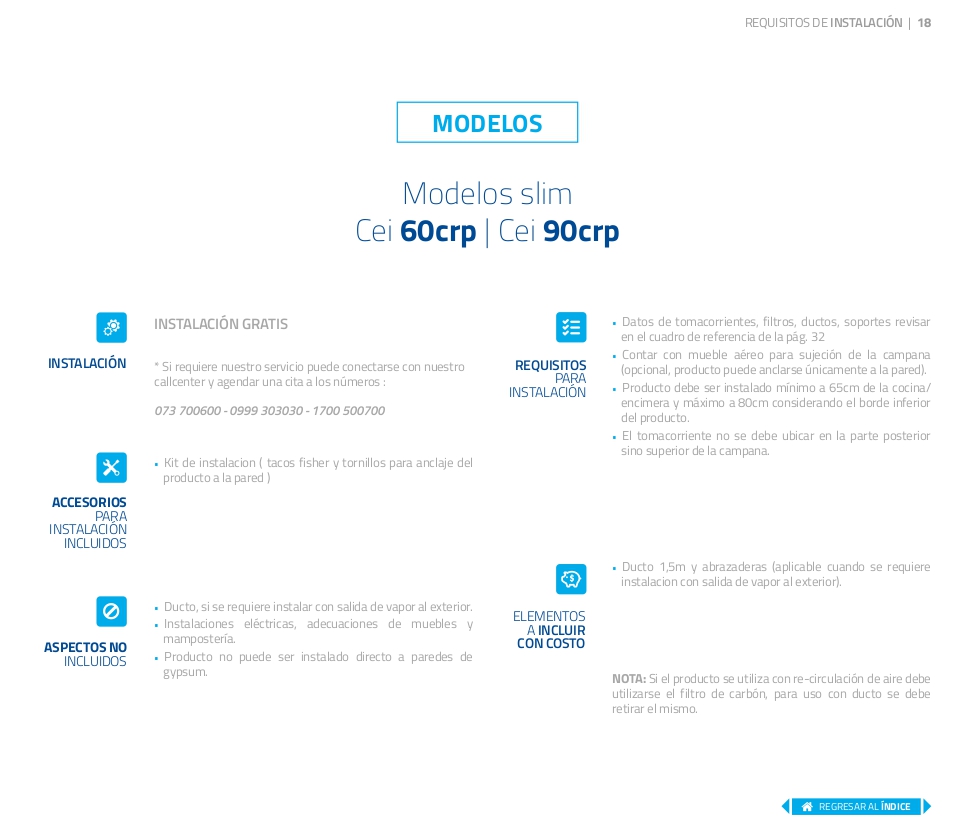 REQUISITOS DE INSTALACIÓN | 18
MODELOS
Modelos slim
Cei 60crp | Cei 90crp
INSTALACIÓN
INSTALACIÓN GRATIS
* Si requiere nuestro servicio puede conectarse con nuestro
callcenter y agendar una cita a los números :
073 700600 - 0999 303030 - 1700 500700
ACCESORIOS
PARA
INSTALACIÓN
INCLUIDOS
• Kit de instalacion ( tacos fisher y tornillos para anclaje del
producto a la pared )
ASPECTOS NO
INCLUIDOS
• Ducto, si se requiere instalar con salida de vapor al exterior.
• Instalaciones eléctricas, adecuaciones de muebles y
mampostería.
• Producto no puede ser instalado directo a paredes de
gypsum.
REQUISITOS
PARA
INSTALACIÓN
• Datos de tomacorrientes, filtros, ductos, soportes revisar
en el cuadro de referencia de la pág. 32
• Contar con mueble aéreo para sujeción de la campana
(opcional, producto puede anclarse únicamente a la pared).
• Producto debe ser instalado mínimo a 65cm de la cocina/
encimera y máximo a 80cm considerando el borde inferior
del producto.
• El tomacorriente no se debe ubicar en la parte posterior
sino superior de la campana.
ELEMENTOS
A INCLUIR
CON COSTO
• Ducto 1,5m y abrazaderas (aplicable cuando se requiere
instalacion con salida de vapor al exterior).
NOTA: Si el producto se utiliza con re-circulación de aire debe
utilizarse el filtro de carbón, para uso con ducto se debe
retirar el mismo.
REGRESAR AL ÍNDICE